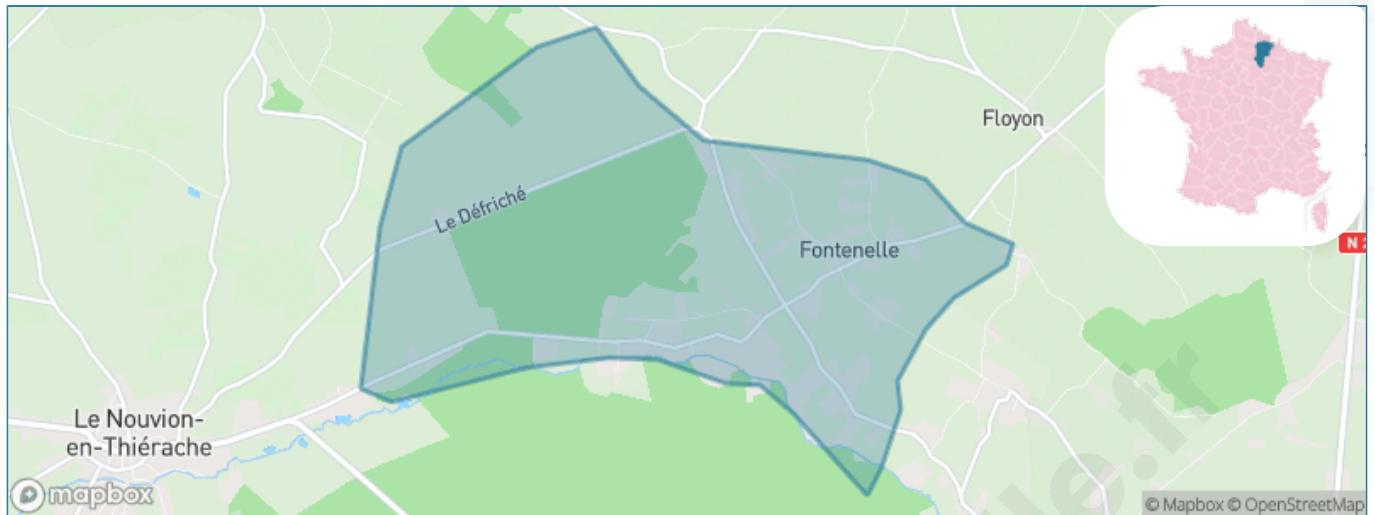 Floyon
Le Défriché
Fontenelle
N
Le Nouvion-
en-Thiérache
mapbox
© Mapbox © OpenStreetMap